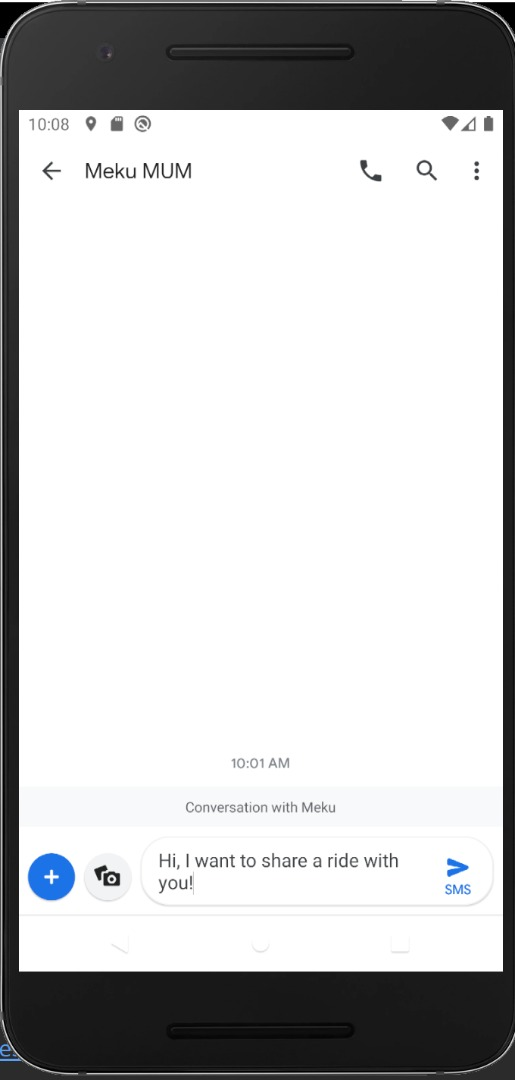 10:08
Meku MUM
10:01 AM
Conversation with Meku
Hi, I want to share a ride with
you!
SMS